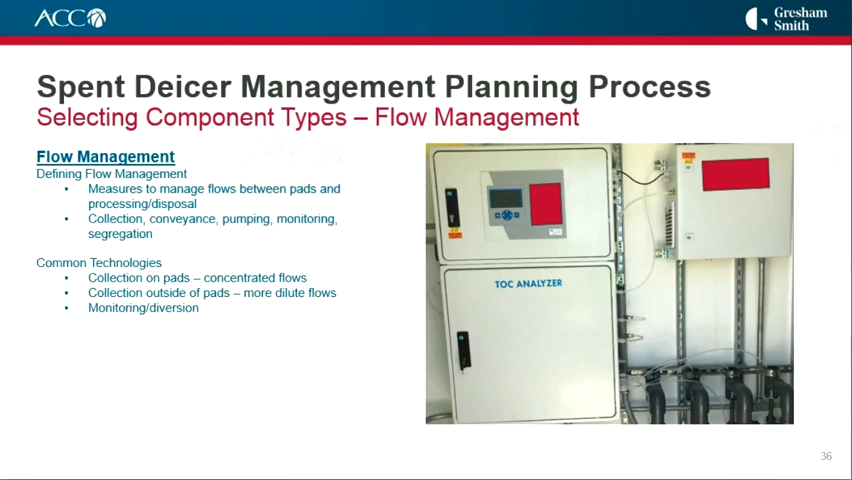 ACC
Gresham
Smith
Spent Deicer Management Planning Process
Selecting Component Types – Flow Management
Flow Management
Defining Flow Management
• Measures to manage flows between pads and
processing/disposal
• Collection, conveyance, pumping, monitoring,
segregation
Common Technologies
• Collection on pads – concentrated flows
• Collection outside of pads – more dilute flows
• Monitoring/diversion
TOC ANALYZER
36